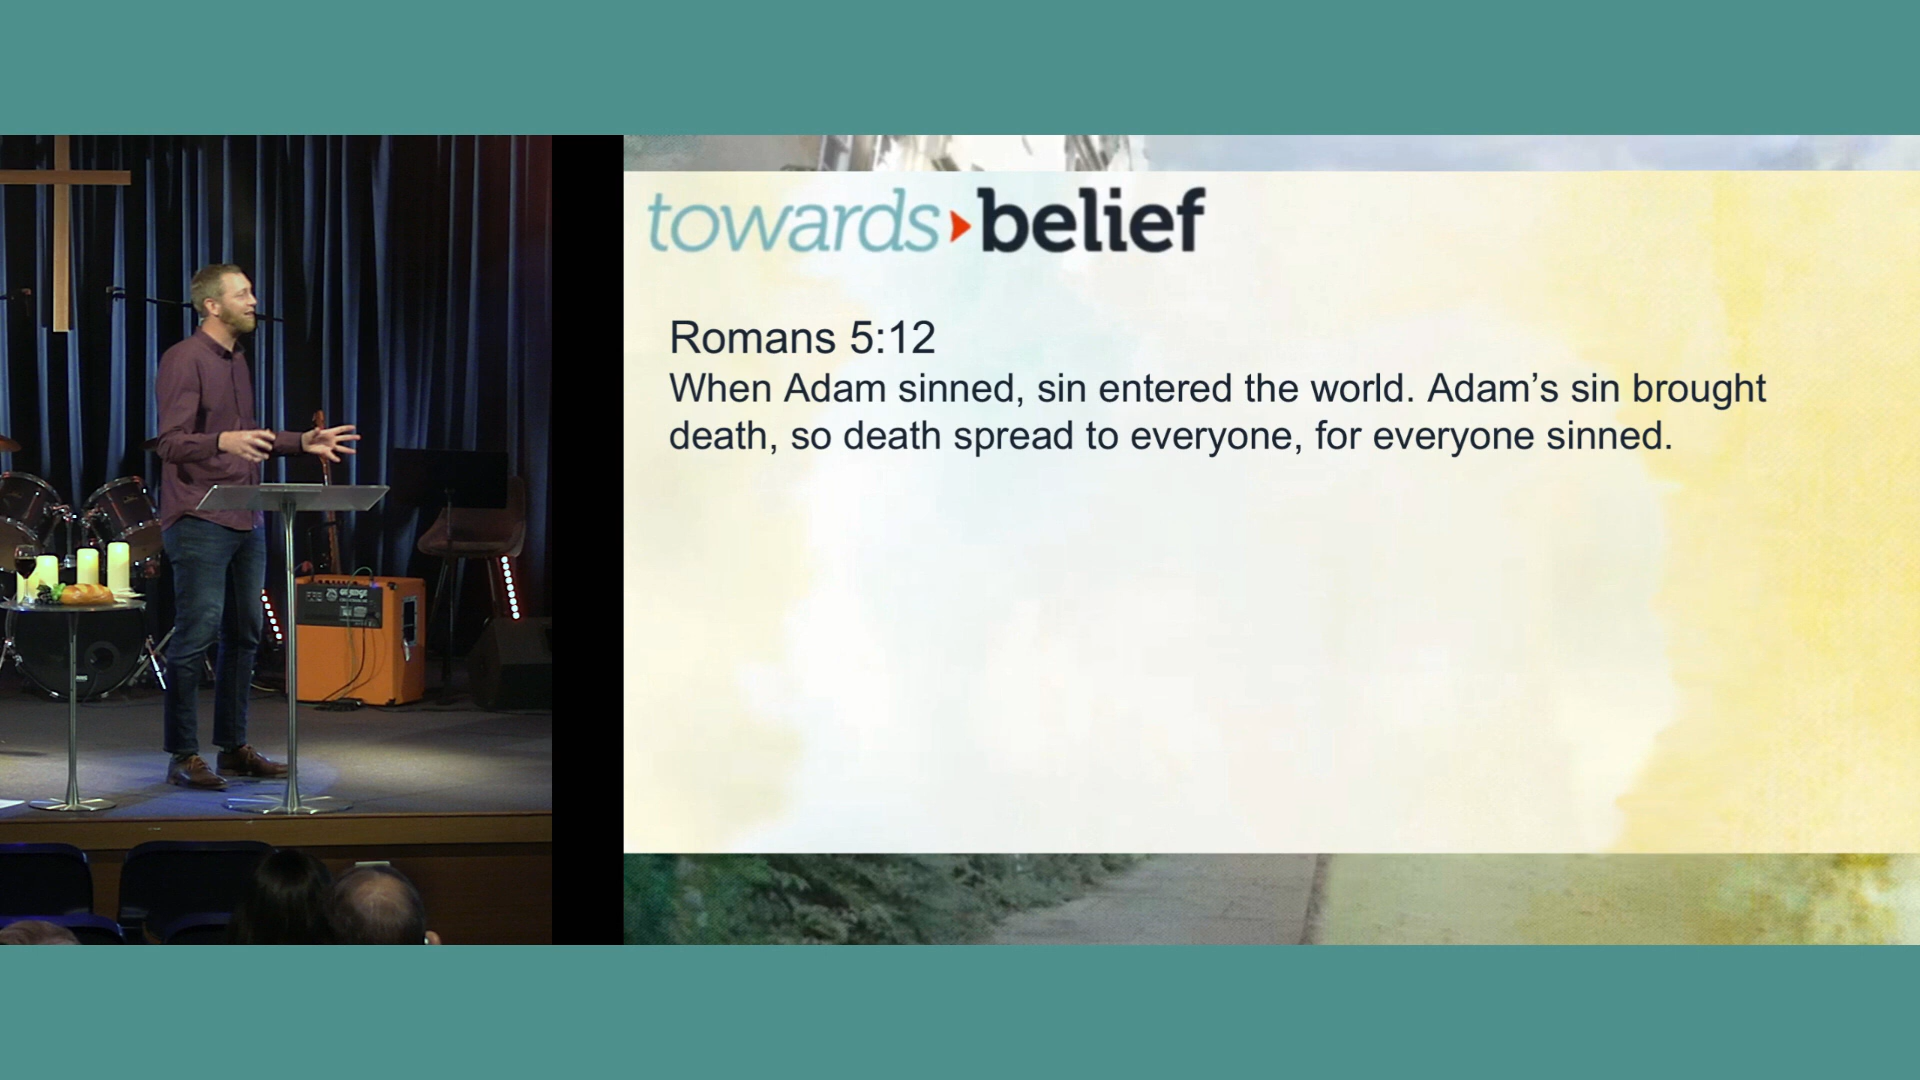 towards belief
Romans 5:12
When Adam sinned, sin entered the world. Adam’s sin brought
death, so death spread to everyone, for everyone sinned.